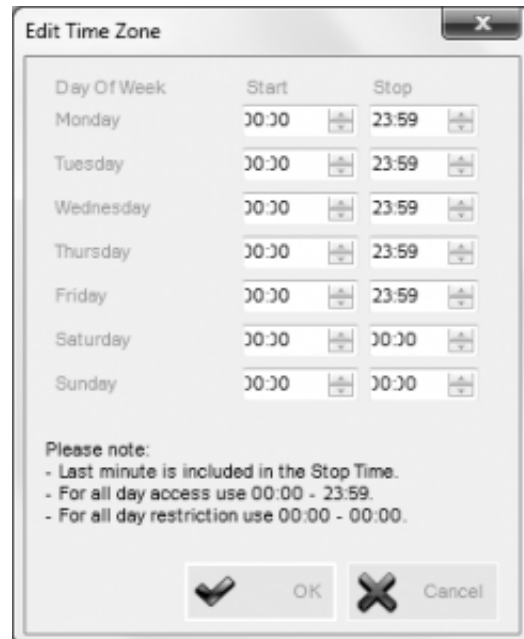 Edit Time Zone
Day Of Week Start Stop
Monday 00:00 23:59
Tuesday 00:00 23:59
Wednesday 00:00 23:59
Thursday 00:00 23:59
Friday 00:00 23:59
Saturday 00:00 00:00
Sunday 00:00 00:00
Please note:
- Last minute is included in the Stop Time.
- For all day access use 00:00 - 23:59.
- For all day restriction use 00:00 - 00:00.
OK Cancel